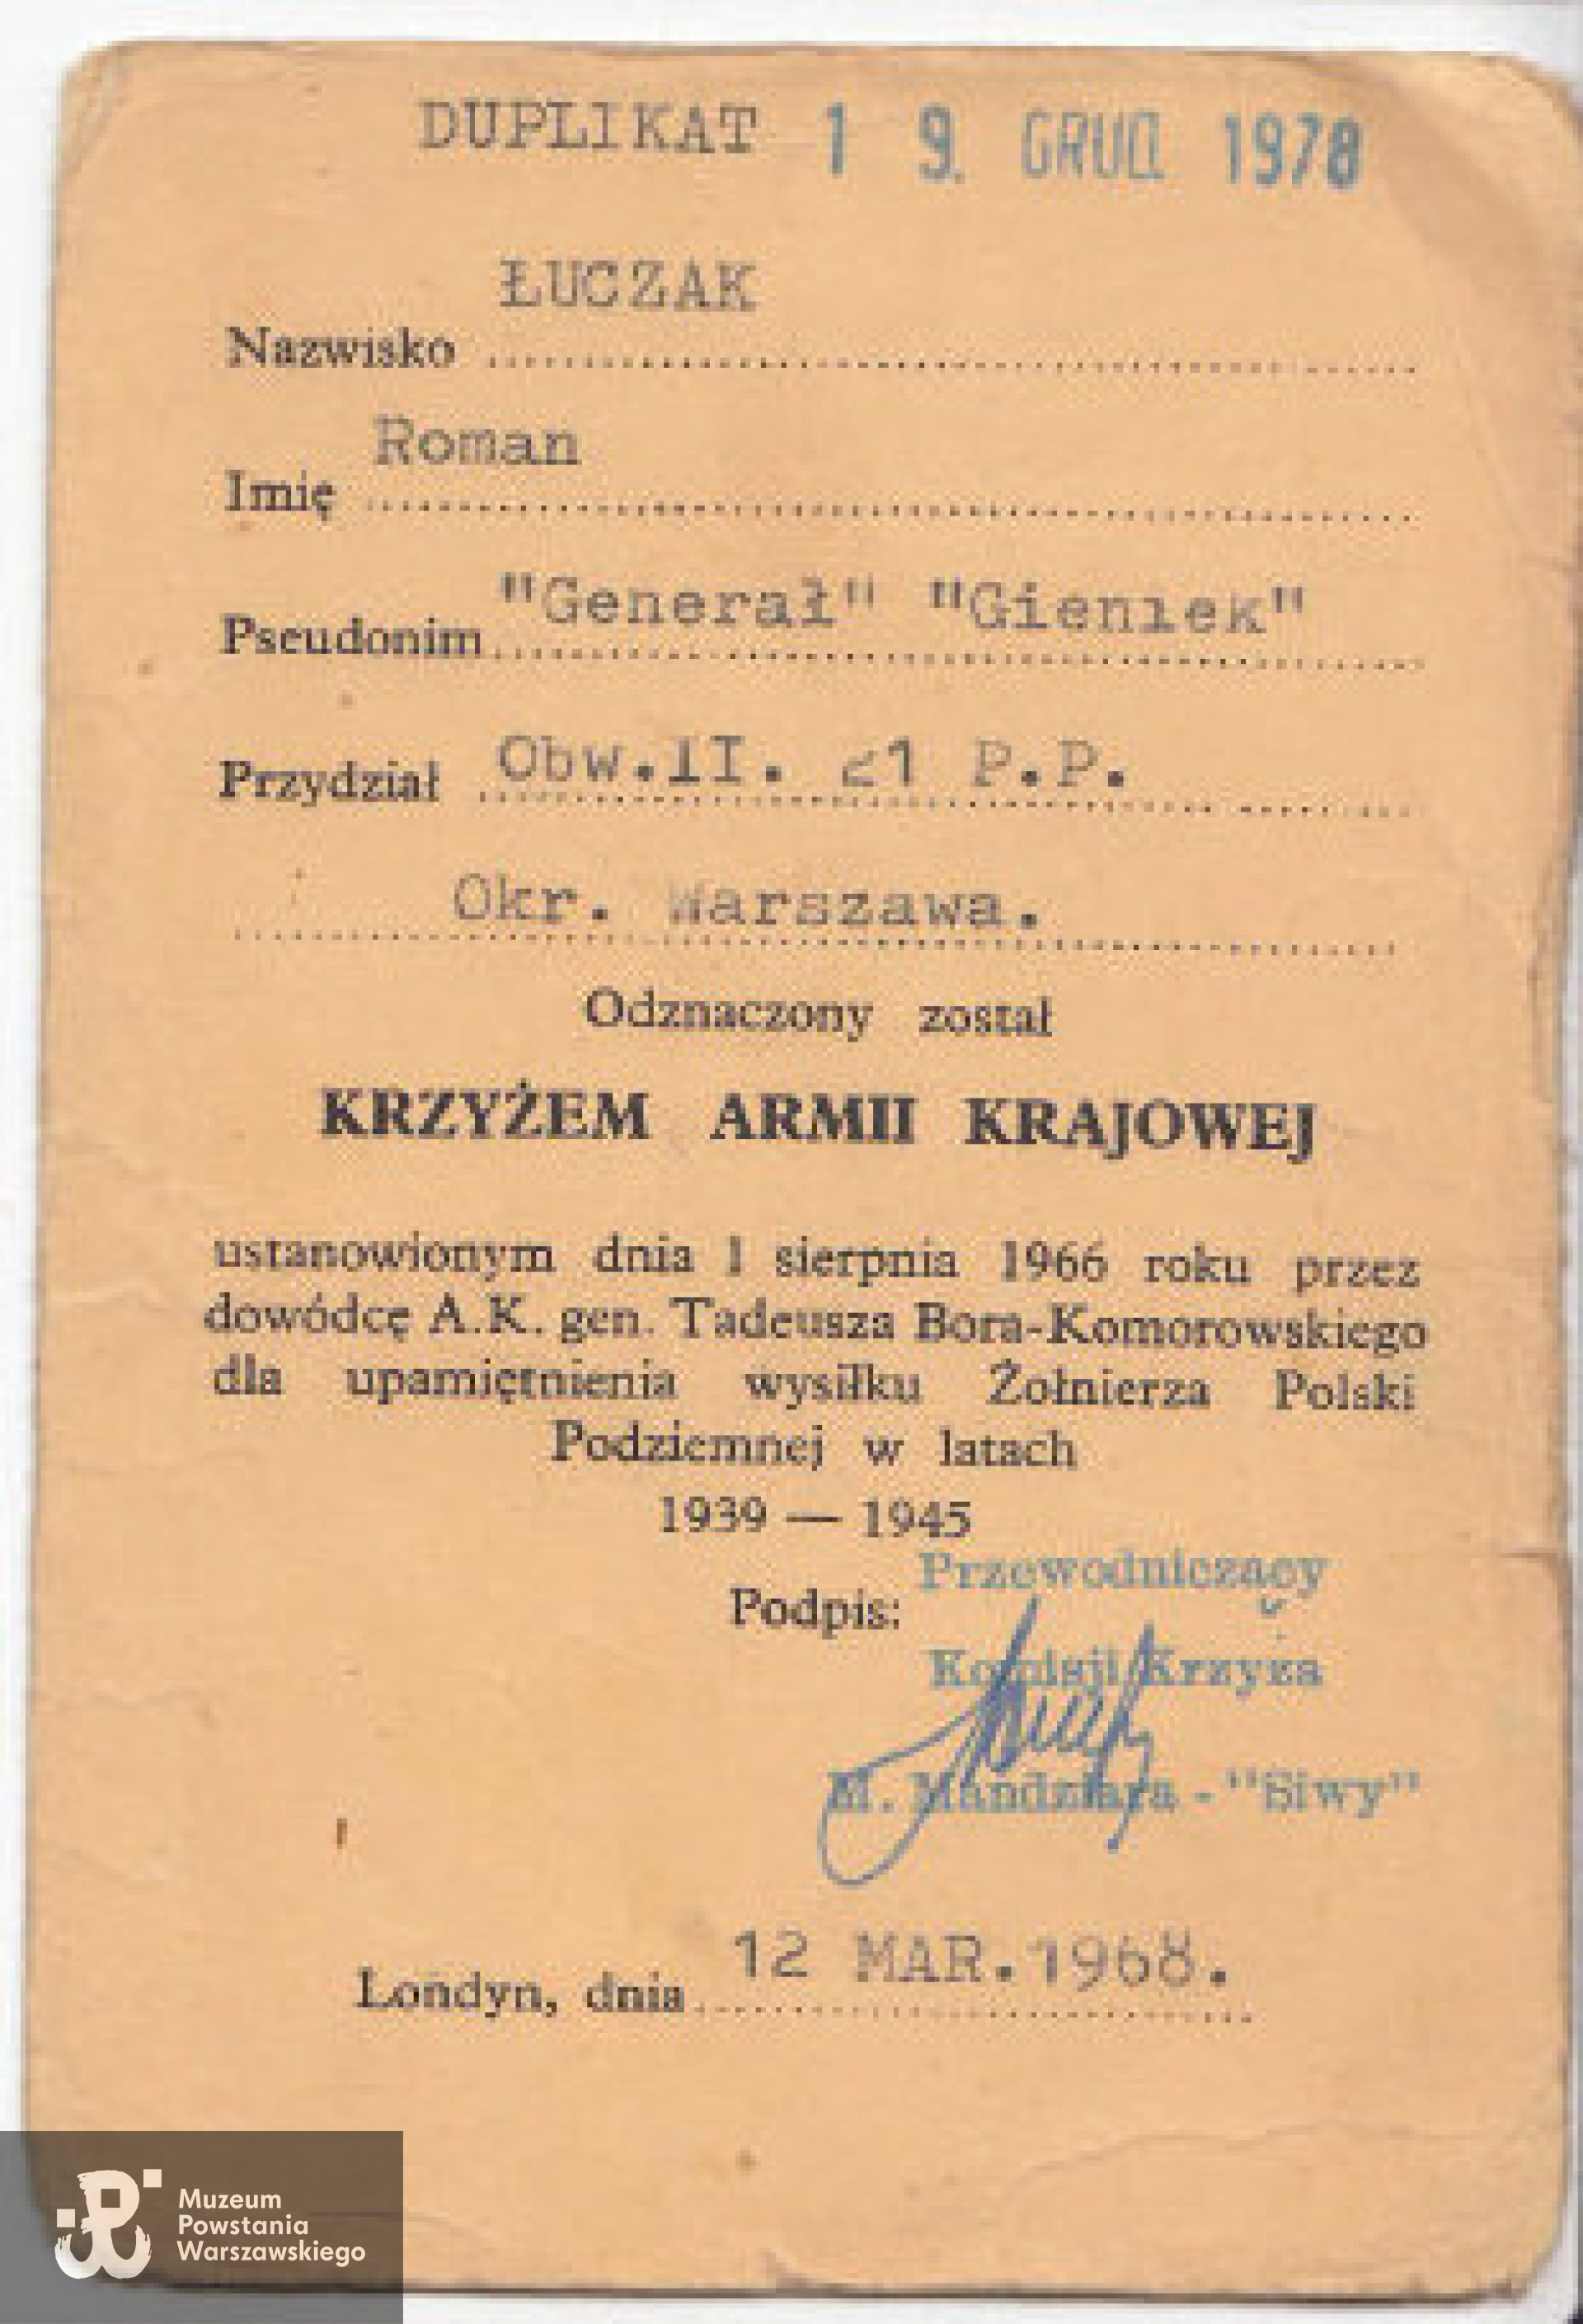 DUPLIKAT 19. GRUD. 1978
ŁUCZAK
Nazwisko
Roman
Imię
"Generał" "Gieniek"
Pseudonim
Przydział Obw.II. 21 P.P.
Okr. Warszawa.
Odznaczony został
KRZYŻEM ARMII KRAJOWEJ
ustanowionym dnia 1 sierpnia 1966 roku przez
dowódcę A.K. gen. Tadeusza Bora-Komorowskiego
dla upamiętnienia wysiłku Żołnierza Polski
Podziemnej w latach
1939 — 1945
Przewodniczący
Podpis:
Komisji Krzyża
M. Mandziara - "Siwy"
12 MAR.1968.
Londyn, dnia
Muzeum
Powstania
Warszawskiego